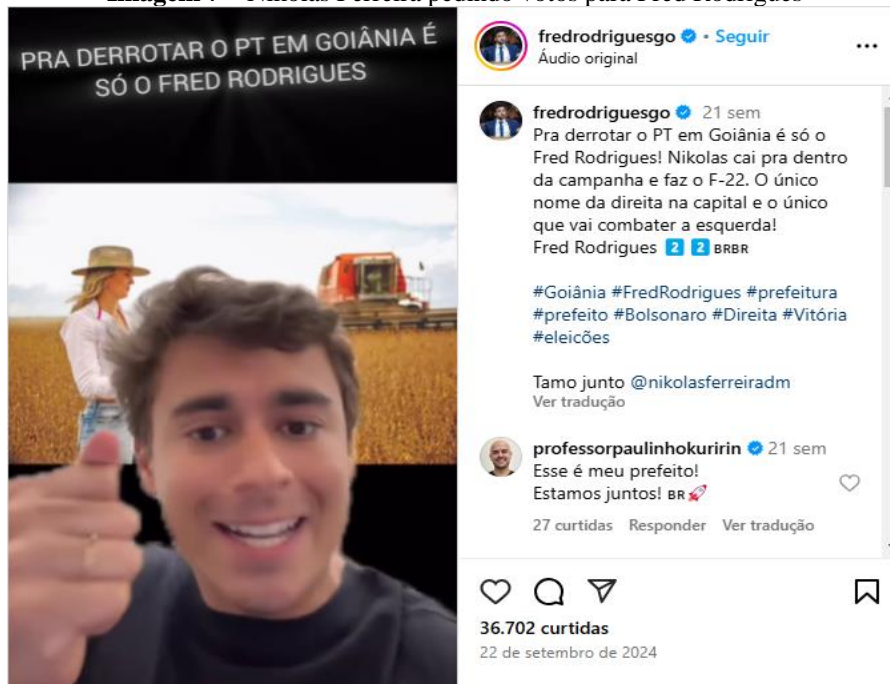 Nikolas Ferreira pedindo votos para Fred Rodrigues
PRA DERROTAR O PT EM GOIÂNIA É
SÓ O FRED RODRIGUES
fredrodriguesgo • Seguir
Áudio original
fredrodriguesgo 21 sem
Pra derrotar o PT em Goiânia é só o
Fred Rodrigues! Nikolas cai pra dentro
da campanha e faz o F-22. O único
nome da direita na capital e o único
que vai combater a esquerda!
Fred Rodrigues 2 2 BRBR
#Goiânia #FredRodrigues #prefeitura
#prefeito #Bolsonaro #Direita #Vitória
#eleicões
Tamo junto @nikolasferreiradm
Ver tradução
professorpaulinhokuririn 21 sem
Esse é meu prefeito!
Estamos juntos! BR
27 curtidas Responder Ver tradução
36.702 curtidas
22 de setembro de 2024